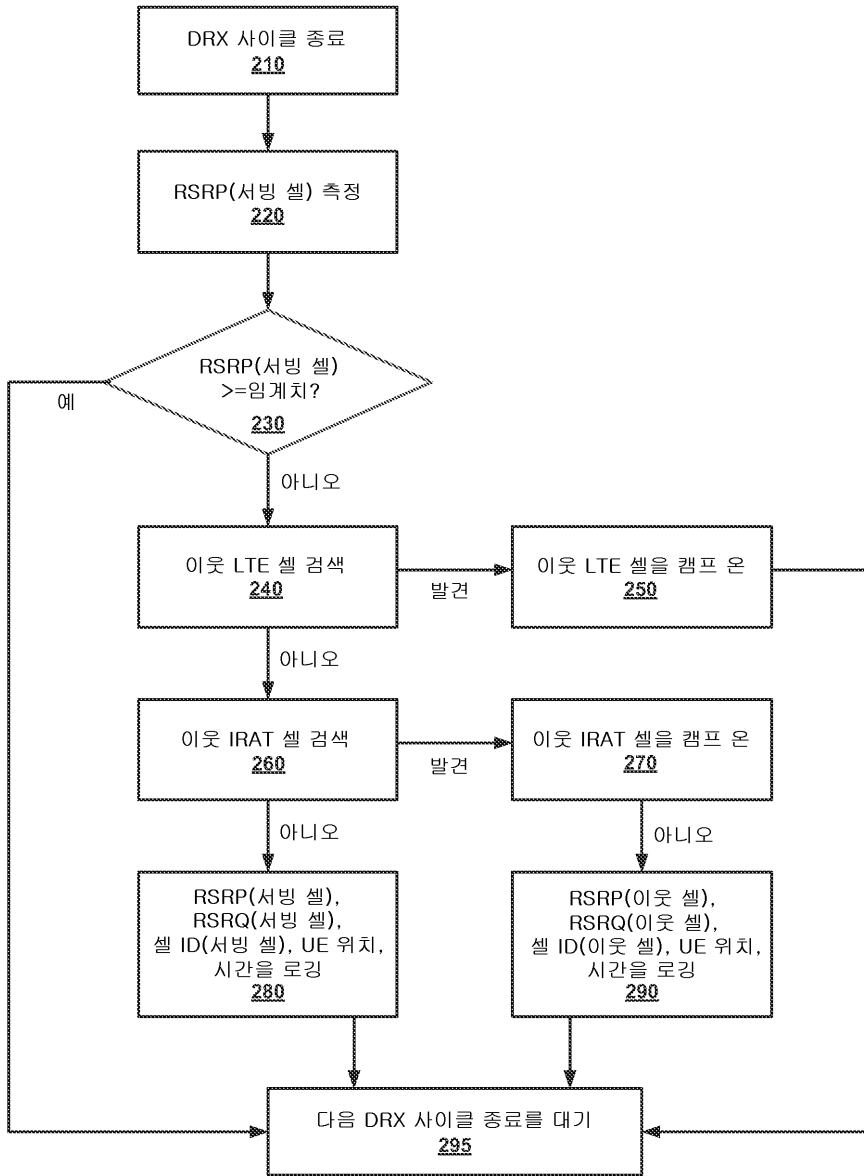 DRX 사이클 종료
210
RSRP(서빙 셀) 측정
220
RSRP(서빙 셀)
>=임계치?
230
예
아니오
이웃 LTE 셀 검색
240
발견
이웃 LTE 셀을 캠프 온
250
아니오
이웃 IRAT 셀 검색
260
발견
이웃 IRAT 셀을 캠프 온
270
아니오
아니오
RSRP(서빙 셀),
RSRQ(서빙 셀),
셀 ID(서빙 셀), UE 위치,
시간을 로깅
280
RSRP(이웃 셀),
RSRQ(이웃 셀),
셀 ID(이웃 셀), UE 위치,
시간을 로깅
290
다음 DRX 사이클 종료를 대기
295